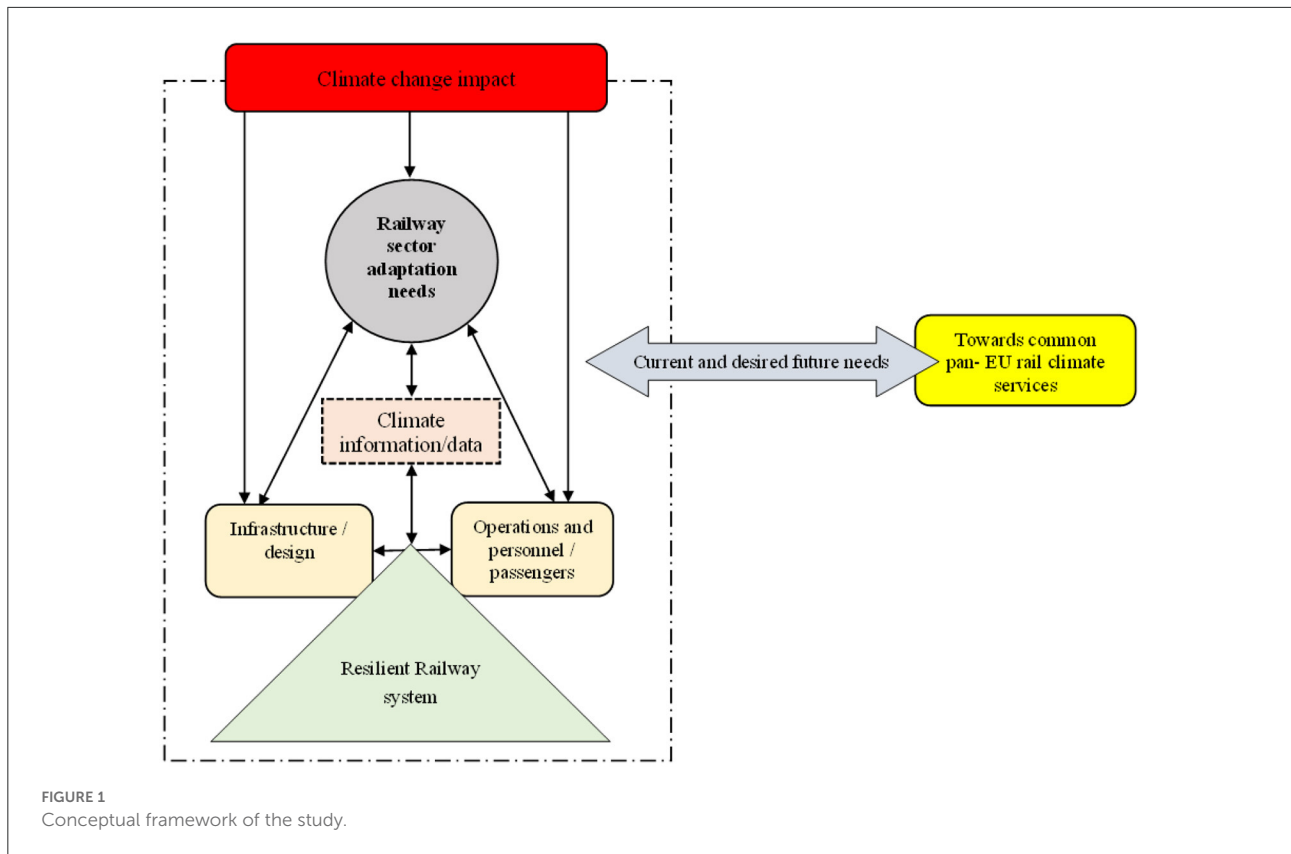 Climate change impact
Railway
sector
adaptation
needs
Current and desired future needs
Towards common
pan- EU rail climate
services
Climate
information/data
Infrastructure /
design
Operations and
personnel /
passengers
Resilient Railway
system
FIGURE 1
Conceptual framework of the study.